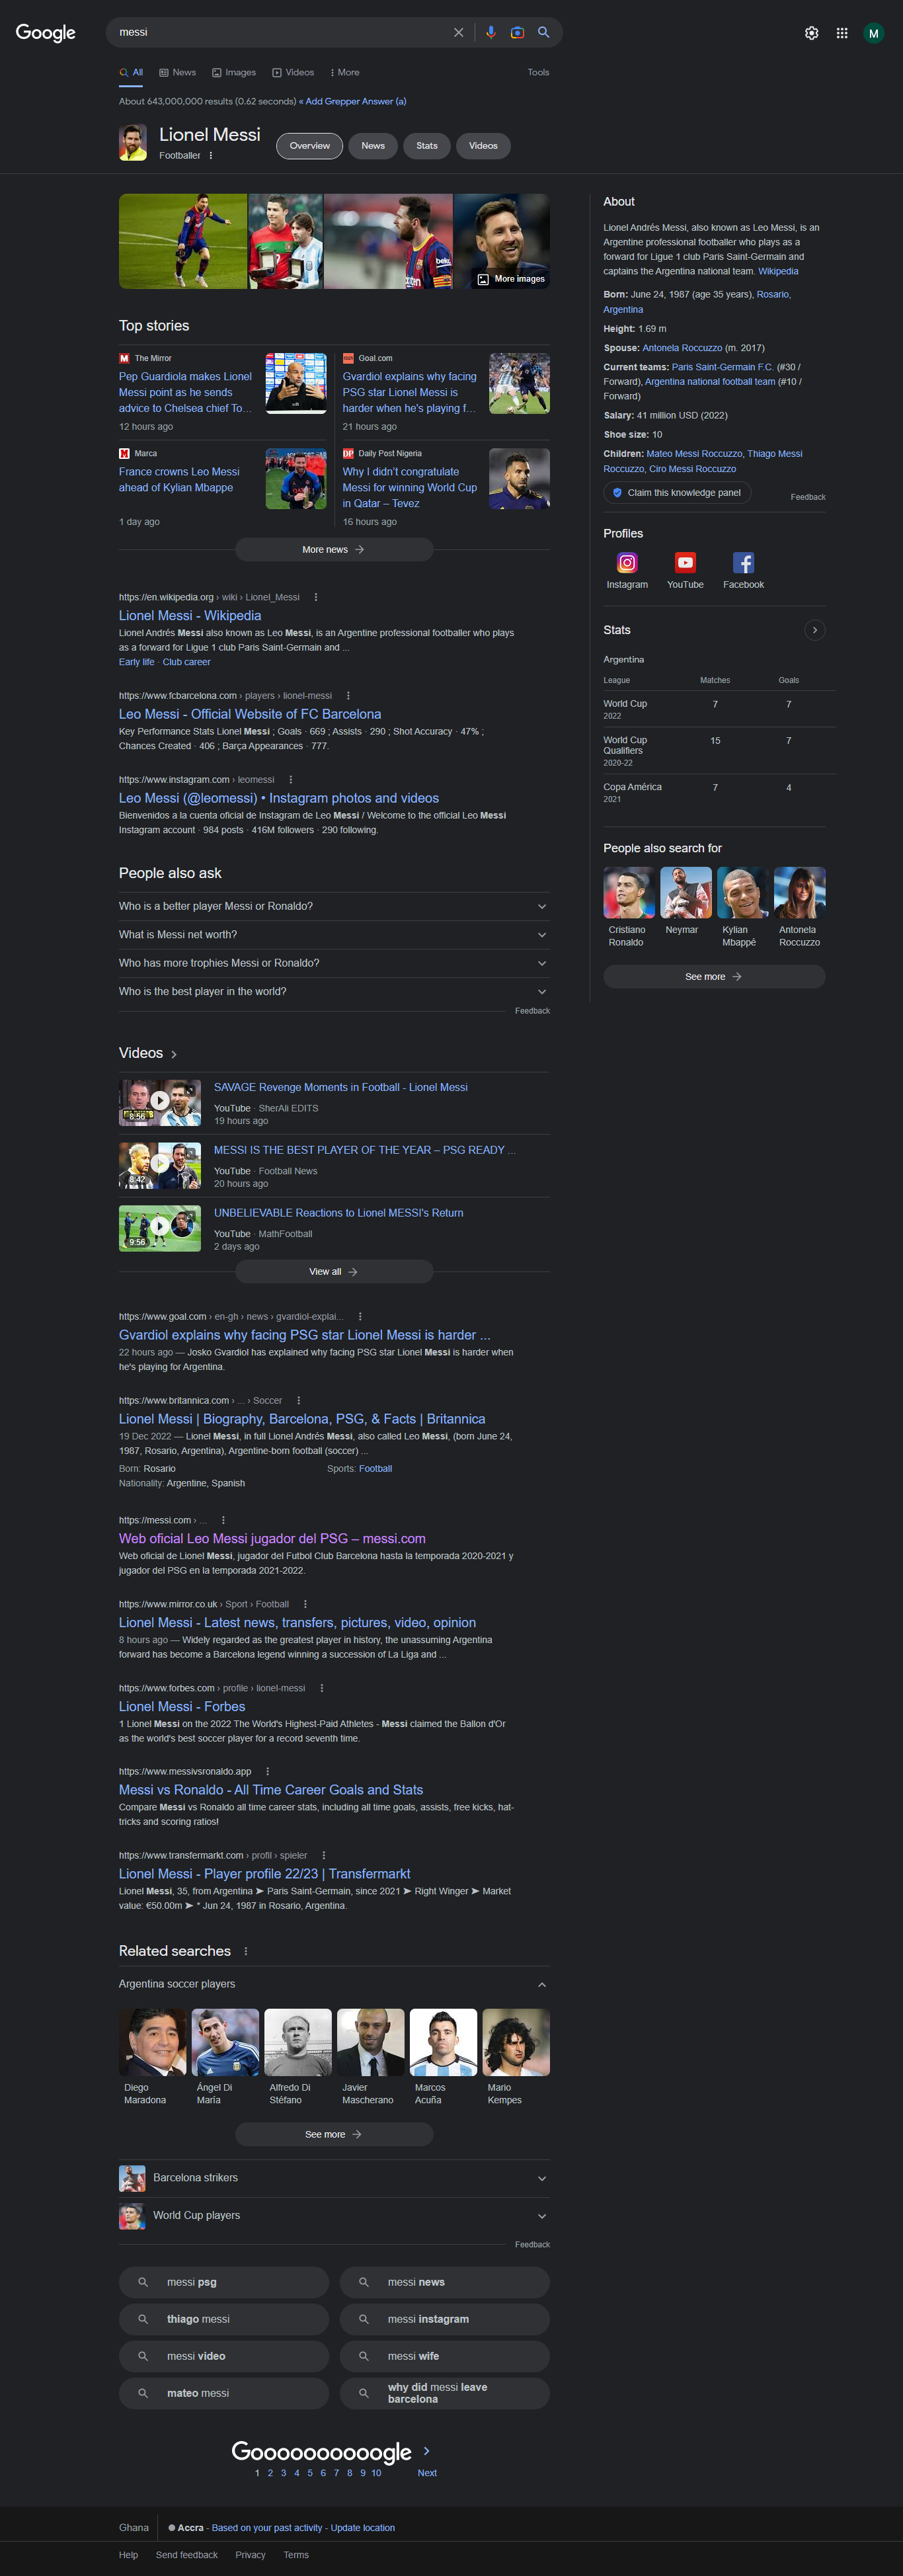 Google
messi
All News Images Videos More Tools
About 643,000,000 results (0.62 seconds) « Add Grepper Answer (a)
M
Lionel Messi
Footballer
Overview News Stats Videos
More images
Top stories
The Mirror
Pep Guardiola makes Lionel
Messi point as he sends
advice to Chelsea chief To...
12 hours ago
Goal.com
Gvardiol explains why facing
PSG star Lionel Messi is
harder when he's playing f...
21 hours ago
Marca
France crowns Leo Messi
ahead of Kylian Mbappe
1 day ago
Daily Post Nigeria
Why I didn't congratulate
Messi for winning World Cup
in Qatar – Tevez
16 hours ago
More news
https://en.wikipedia.org › wiki › Lionel_Messi
Lionel Messi - Wikipedia
Lionel Andrés Messi also known as Leo Messi, is an Argentine professional footballer who plays
as a forward for Ligue 1 club Paris Saint-Germain and ...
Early life · Club career
https://www.fcbarcelona.com › players › lionel-messi
Leo Messi - Official Website of FC Barcelona
Key Performance Stats Lionel Messi ; Goals · 669 ; Assists · 290 ; Shot Accuracy · 47% ;
Chances Created · 406 ; Barça Appearances · 777.
https://www.instagram.com › leomessi
Leo Messi (@leomessi) • Instagram photos and videos
Bienvenidos a la cuenta oficial de Instagram de Leo Messi / Welcome to the official Leo Messi
Instagram account · 984 posts · 416M followers · 290 following.
People also ask
Who is a better player Messi or Ronaldo?
What is Messi net worth?
Who has more trophies Messi or Ronaldo?
Who is the best player in the world?
Feedback
Videos
8:56
SAVAGE Revenge Moments in Football - Lionel Messi
YouTube · SherAli EDITS
19 hours ago
8:42
MESSI IS THE BEST PLAYER OF THE YEAR – PSG READY ...
YouTube · Football News
20 hours ago
9:56
UNBELIEVABLE Reactions to Lionel MESSI's Return
YouTube · MathFootball
2 days ago
View all
https://www.goal.com › en-gh › news › gvardiol-explai...
Gvardiol explains why facing PSG star Lionel Messi is harder ...
22 hours ago — Josko Gvardiol has explained why facing PSG star Lionel Messi is harder when
he's playing for Argentina.
https://www.britannica.com › ... › Soccer
Lionel Messi | Biography, Barcelona, PSG, & Facts | Britannica
19 Dec 2022 — Lionel Messi, in full Lionel Andrés Messi, also called Leo Messi, (born June 24,
1987, Rosario, Argentina), Argentine-born football (soccer) ...
Born: Rosario Sports: Football
Nationality: Argentine, Spanish
https://messi.com › ...
Web oficial Leo Messi jugador del PSG – messi.com
Web oficial de Lionel Messi, jugador del Futbol Club Barcelona hasta la temporada 2020-2021 y
jugador del PSG en la temporada 2021-2022.
https://www.mirror.co.uk › Sport › Football
Lionel Messi - Latest news, transfers, pictures, video, opinion
8 hours ago — Widely regarded as the greatest player in history, the unassuming Argentina
forward has become a Barcelona legend winning a succession of La Liga and ...
https://www.forbes.com › profile › lionel-messi
Lionel Messi - Forbes
1 Lionel Messi on the 2022 The World's Highest-Paid Athletes - Messi claimed the Ballon d'Or
as the world's best soccer player for a record seventh time.
https://www.messivsronaldo.app
Messi vs Ronaldo - All Time Career Goals and Stats
Compare Messi vs Ronaldo all time career stats, including all time goals, assists, free kicks, hat-
tricks and scoring ratios!
https://www.transfermarkt.com › profil › spieler
Lionel Messi - Player profile 22/23 | Transfermarkt
Lionel Messi, 35, from Argentina ➤ Paris Saint-Germain, since 2021 ➤ Right Winger ➤ Market
value: €50.00m ➤ * Jun 24, 1987 in Rosario, Argentina.
Related searches
Argentina soccer players
Diego
Maradona
Ángel Di
María
Alfredo Di
Stéfano
Javier
Mascherano
Marcos
Acuña
Mario
Kempes
See more
Barcelona strikers
World Cup players
Feedback
messi psg
messi news
thiago messi
messi instagram
messi video
messi wife
mateo messi
why did messi leave
barcelona
Goooooooooogle
1 2 3 4 5 6 7 8 9 10 Next
Ghana
Accra - Based on your past activity - Update location
Help Send feedback Privacy Terms
About
Lionel Andrés Messi, also known as Leo Messi, is an
Argentine professional footballer who plays as a
forward for Ligue 1 club Paris Saint-Germain and
captains the Argentina national team. Wikipedia
Born: June 24, 1987 (age 35 years), Rosario,
Argentina
Height: 1.69 m
Spouse: Antonela Roccuzzo (m. 2017)
Current teams: Paris Saint-Germain F.C. (#30 /
Forward), Argentina national football team (#10 /
Forward)
Salary: 41 million USD (2022)
Shoe size: 10
Children: Mateo Messi Roccuzzo, Thiago Messi
Roccuzzo, Ciro Messi Roccuzzo
Claim this knowledge panel
Feedback
Profiles
Instagram YouTube Facebook
Stats
Argentina
League Matches Goals
World Cup 7 7
2022
World Cup 15 7
Qualifiers
2020-22
Copa América 7 4
2021
People also search for
Cristiano
Ronaldo
Neymar
Kylian
Mbappé
Antonela
Roccuzzo
See more